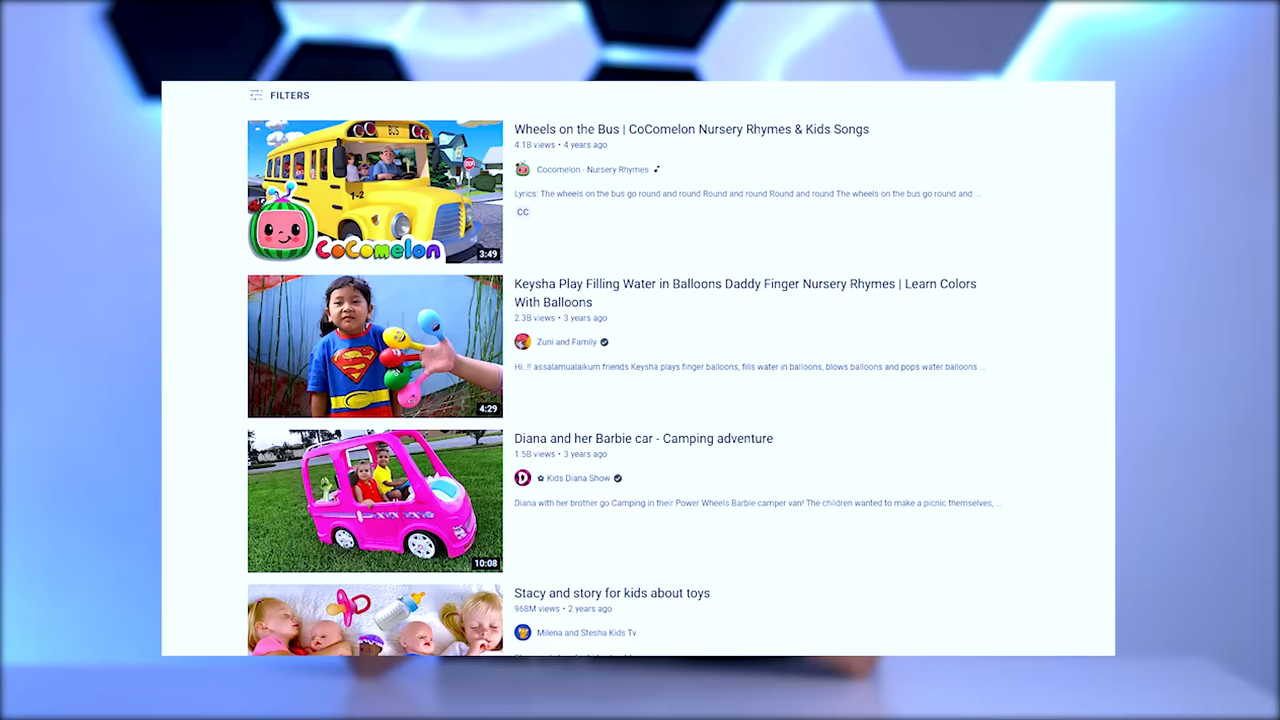 FILTERS
BUS
STOP
1-2
CoComelon
3:49
Wheels on the Bus | CoComelon Nursery Rhymes & Kids Songs
4.1B views • 4 years ago
Cocomelon - Nursery Rhymes
Lyrics: The wheels on the bus go round and round Round and round Round and round The wheels on the bus go round and ...
CC
4:29
Keysha Play Filling Water in Balloons Daddy Finger Nursery Rhymes | Learn Colors
With Balloons
2.3B views • 3 years ago
Zuni and Family
Hi..!! assalamualaikum friends Keysha plays finger balloons, fills water in balloons, blows balloons and pops water balloons ...
10:08
Diana and her Barbie car - Camping adventure
1.5B views • 3 years ago
D
✿ Kids Diana Show
Diana with her brother go Camping in their Power Wheels Barbie camper van! The children wanted to make a picnic themselves, ...
Stacy and story for kids about toys
968M views • 2 years ago
Milena and Stesha Kids Tv